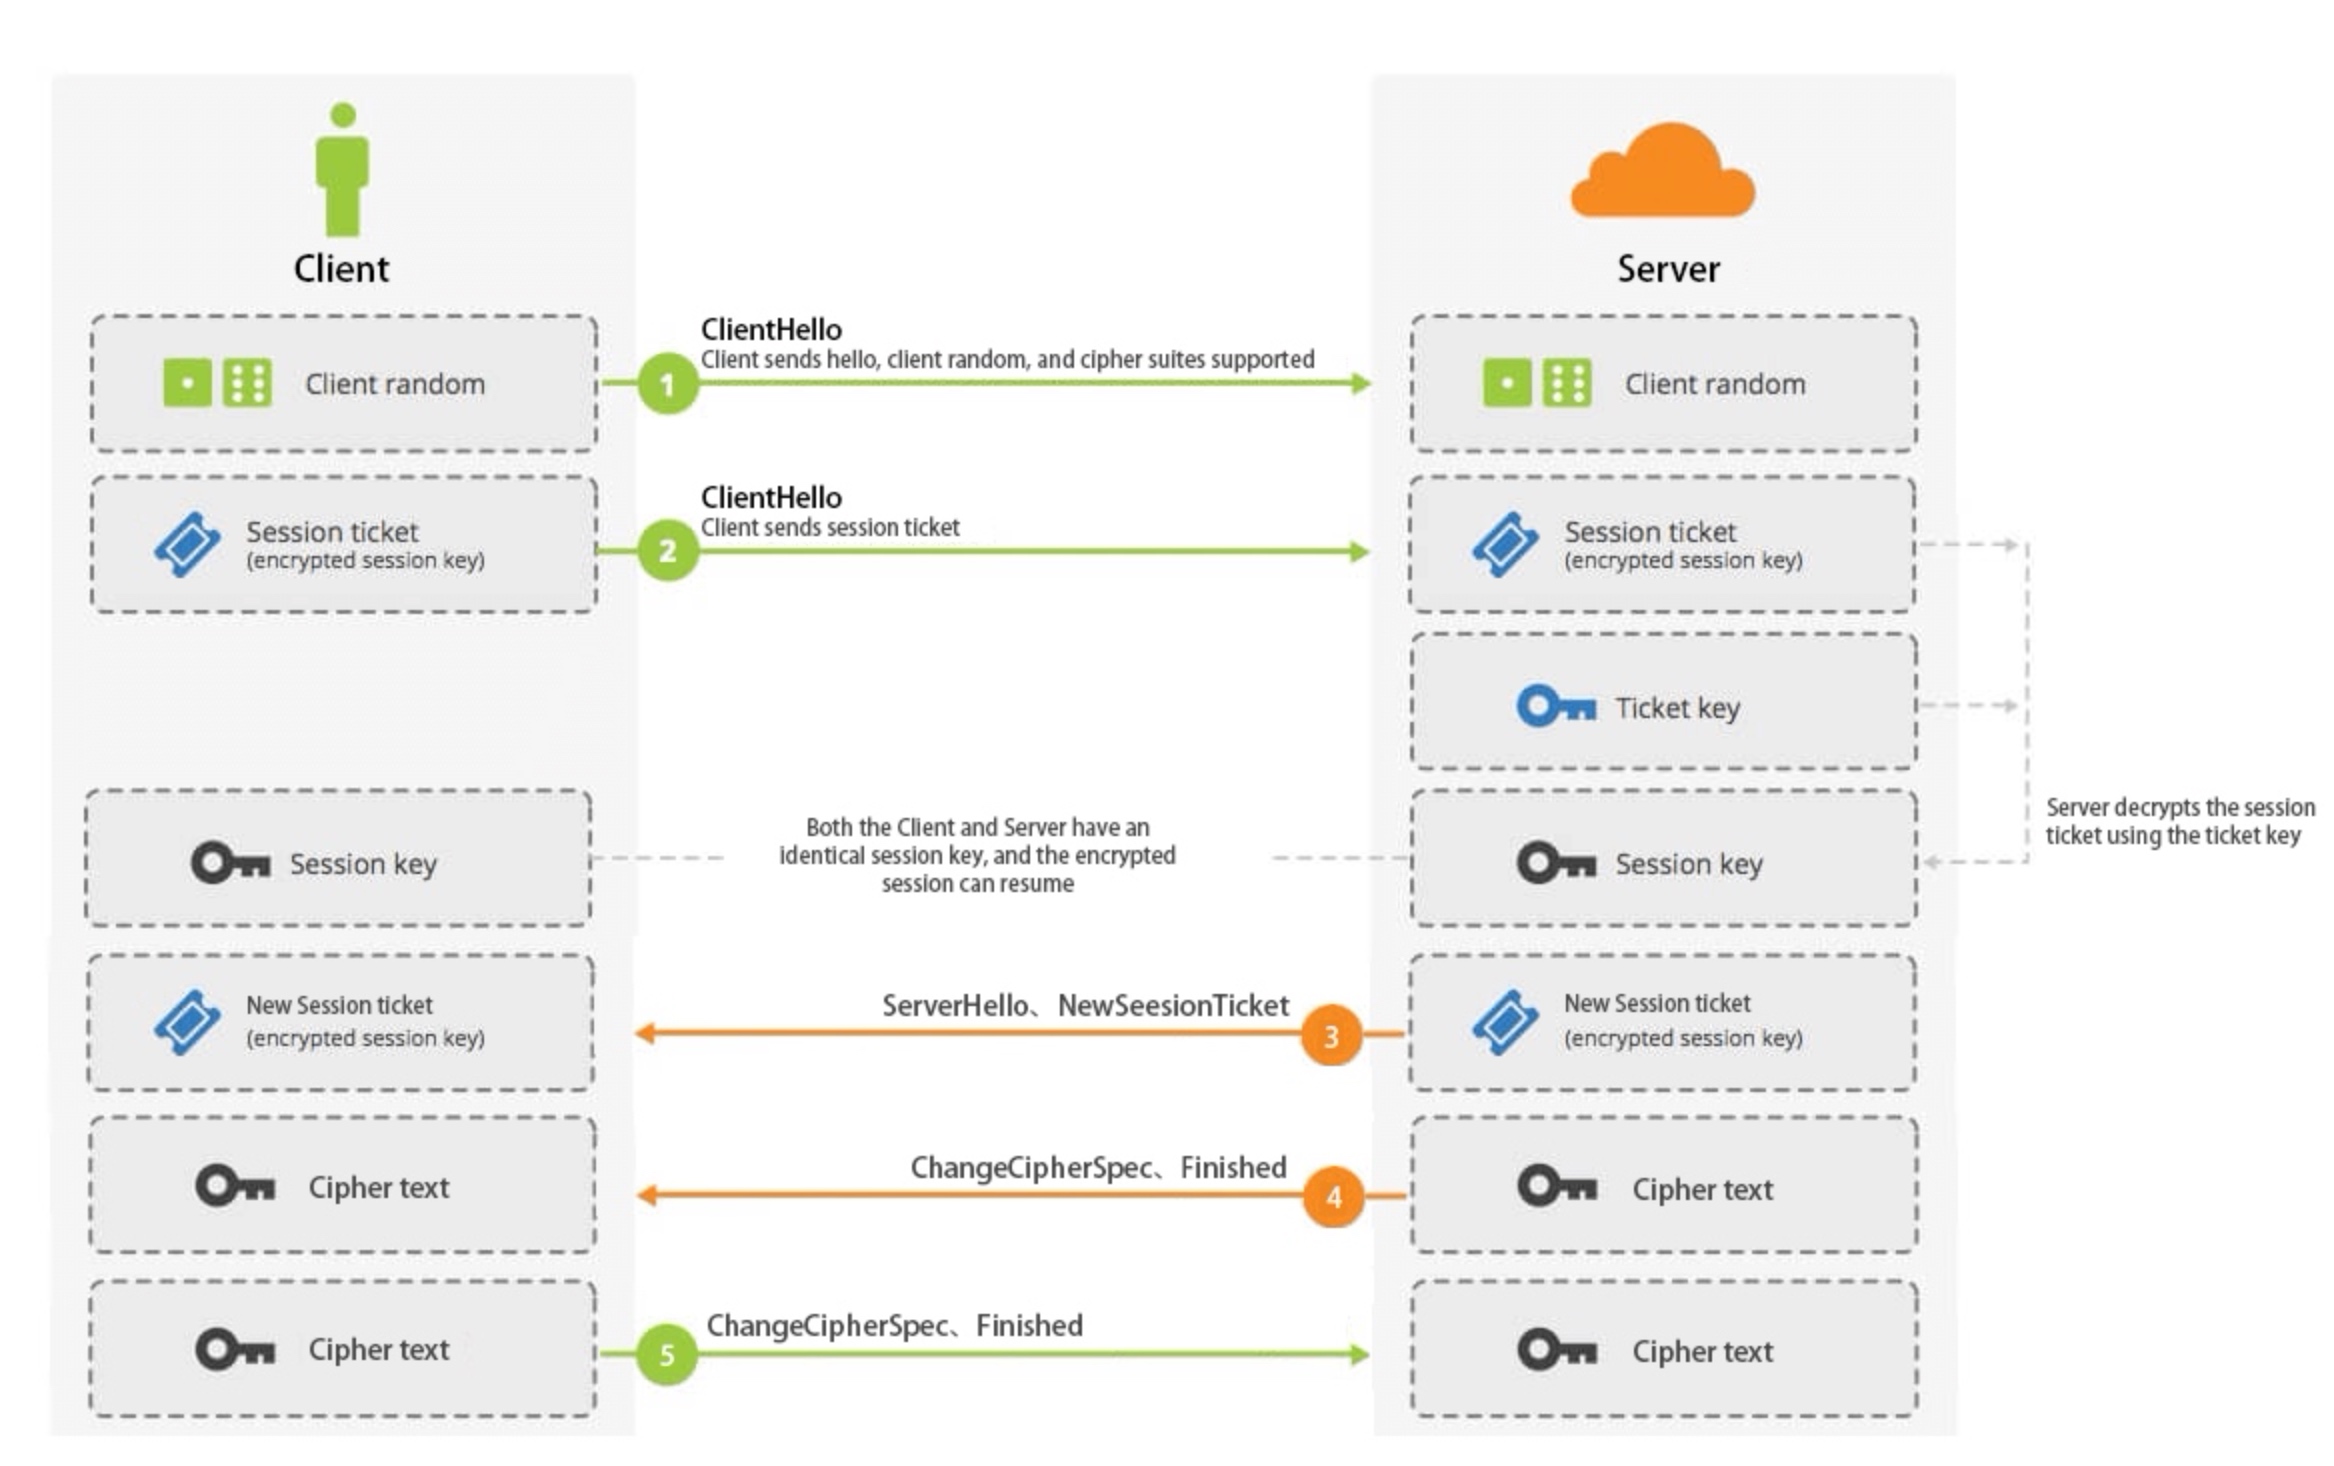 Client
Server
ClientHello
Client sends hello, client random, and cipher suites supported
Client random
1
Client random
ClientHello
Client sends session ticket
Session ticket
(encrypted session key)
2
Session ticket
(encrypted session key)
Ticket key
Server decrypts the session
ticket using the ticket key
Session key
Both the Client and Server have an
identical session key, and the encrypted
session can resume
Session key
New Session ticket
(encrypted session key)
ServerHello、NewSeesionTicket
3
New Session ticket
(encrypted session key)
Cipher text
ChangeCipherSpec、Finished
4
Cipher text
Cipher text
5
ChangeCipherSpec、Finished
Cipher text